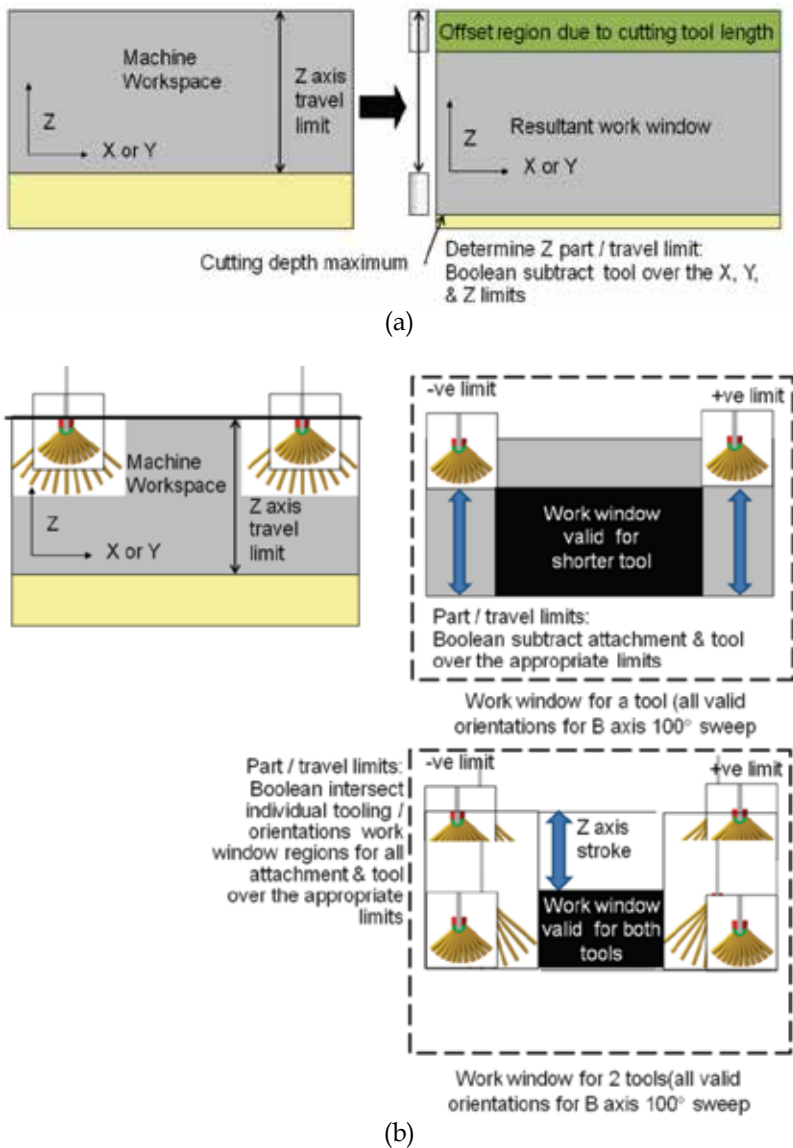 Machine
Workspace
Z axis
travel
limit
Z
X or Y
Offset region due to cutting tool length
Resultant work window
Z
X or Y
Cutting depth maximum
Determine Z part / travel limit:
Boolean subtract tool over the X, Y,
& Z limits
(a)
Machine
Workspace
Z axis
travel
limit
Z
X or Y
-ve limit
+ve limit
Work window
valid for
shorter tool
Part / travel limits:
Boolean subtract attachment & tool
over the appropriate limits
Work window for a tool (all valid
orientations for B axis 100° sweep
Part / travel limits:
Boolean intersect
individual tooling /
orientations work
window regions for all
attachment & tool
over the appropriate
limits
-ve limit
+ve limit
Z axis
stroke
Work window
valid for both
tools
Work window for 2 tools(all valid
orientations for B axis 100° sweep
(b)